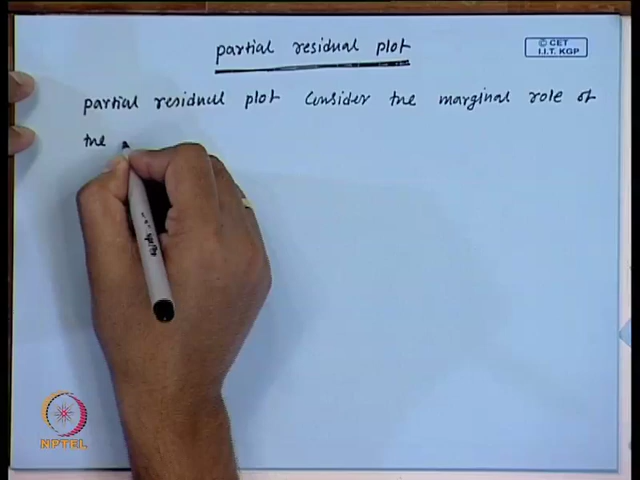 partial residual plot
© CET
I.I.T. KGP
partial residual plot Consider the marginal role of
the
NPTEL